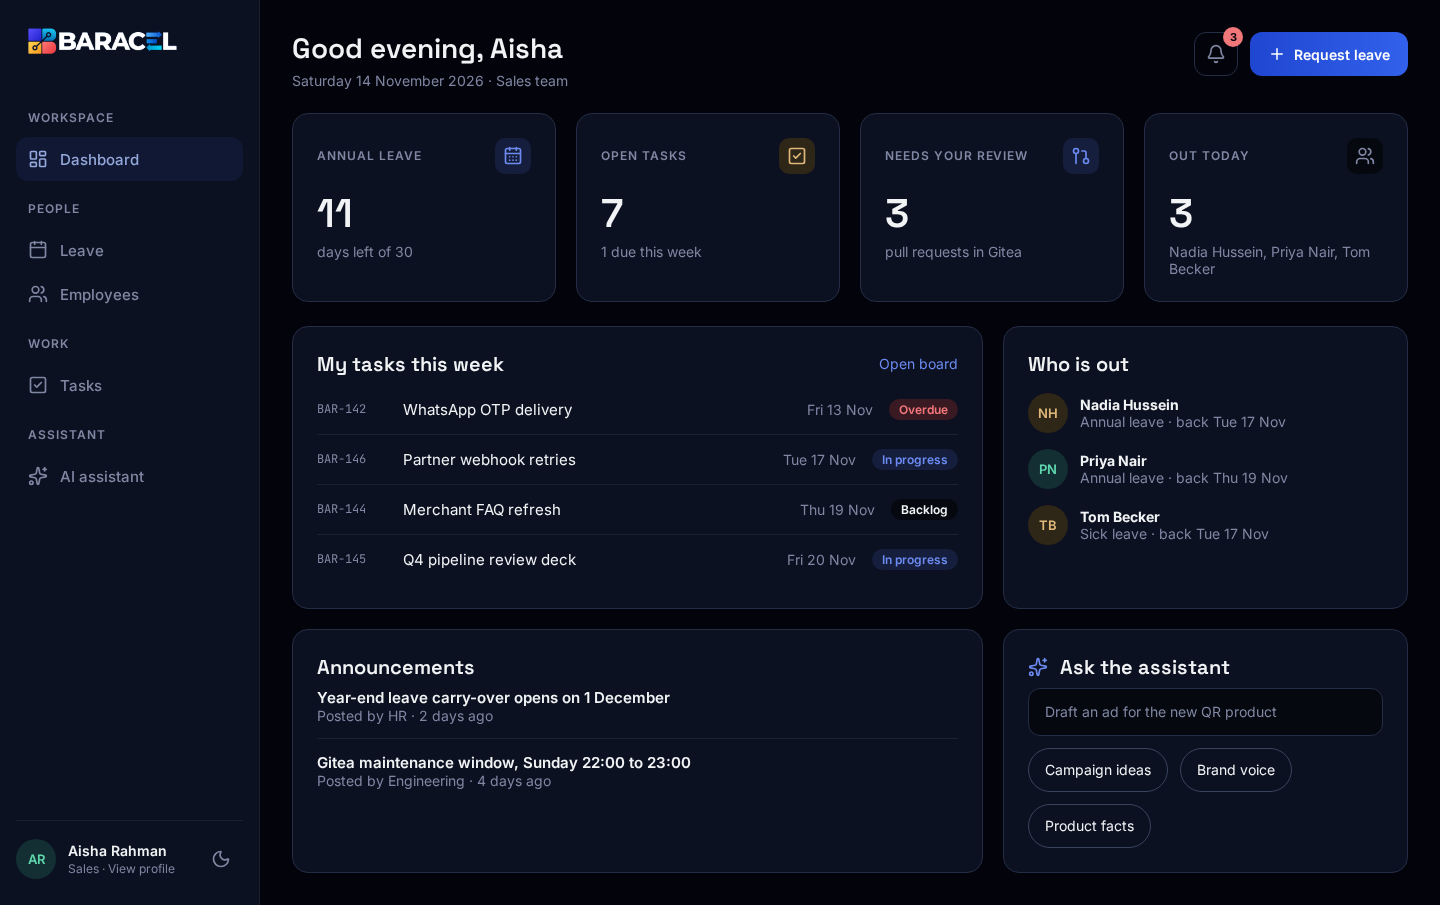 BARACEL
WORKSPACE
Dashboard
PEOPLE
Leave
Employees
WORK
Tasks
ASSISTANT
AI assistant
AR
Aisha Rahman
Sales · View profile
Good evening, Aisha
Saturday 14 November 2026 · Sales team
3
Request leave
ANNUAL LEAVE
11
days left of 30
OPEN TASKS
7
1 due this week
NEEDS YOUR REVIEW
3
pull requests in Gitea
OUT TODAY
3
Nadia Hussein, Priya Nair, Tom
Becker
My tasks this week
Open board
BAR-142 WhatsApp OTP delivery Fri 13 Nov Overdue
BAR-146 Partner webhook retries Tue 17 Nov In progress
BAR-144 Merchant FAQ refresh Thu 19 Nov Backlog
BAR-145 Q4 pipeline review deck Fri 20 Nov In progress
Who is out
NH
Nadia Hussein
Annual leave · back Tue 17 Nov
PN
Priya Nair
Annual leave · back Thu 19 Nov
TB
Tom Becker
Sick leave · back Tue 17 Nov
Announcements
Year-end leave carry-over opens on 1 December
Posted by HR · 2 days ago
Gitea maintenance window, Sunday 22:00 to 23:00
Posted by Engineering · 4 days ago
Ask the assistant
Draft an ad for the new QR product
Campaign ideas
Brand voice
Product facts